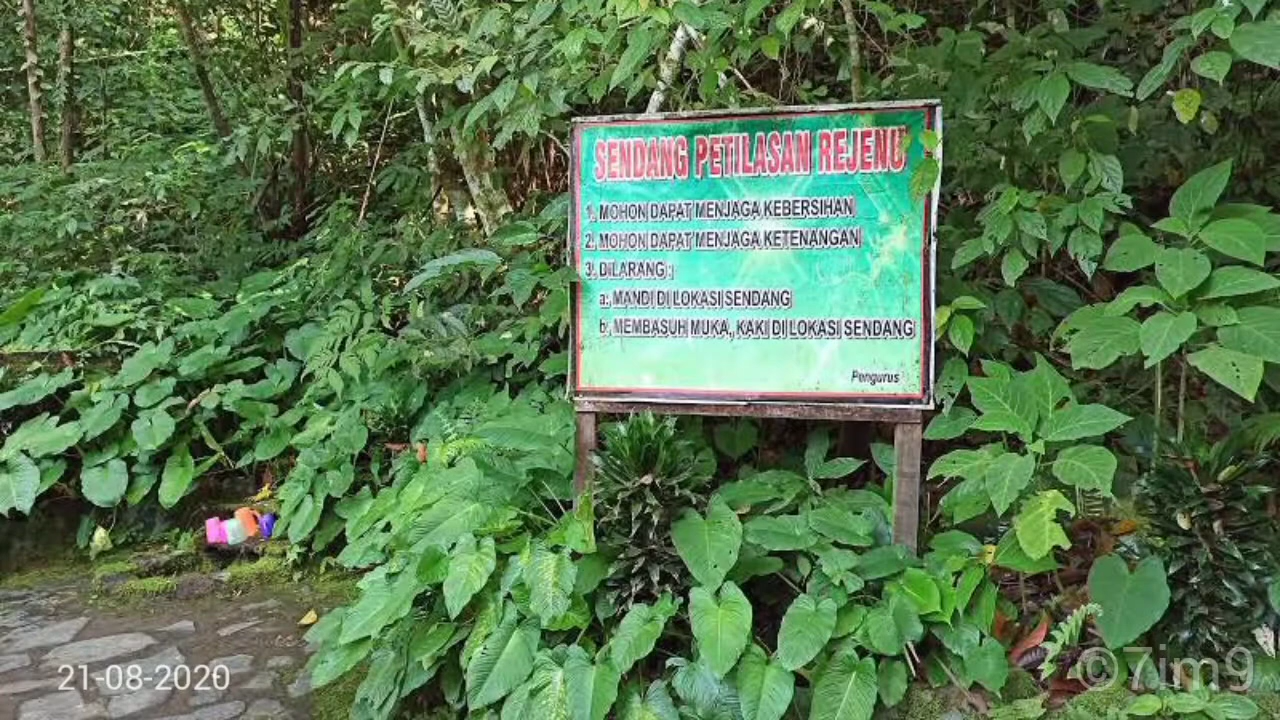 SENDANG PETILASAN REJENU
1. MOHON DAPAT MENJAGA KEBERSIHAN
2. MOHON DAPAT MENJAGA KETENANGAN
3. DILARANG :
a. MANDI DI LOKASI SENDANG
b. MEMBASUH MUKA, KAKI DI LOKASI SENDANG
Pengurus
21-08-2020
©7im9